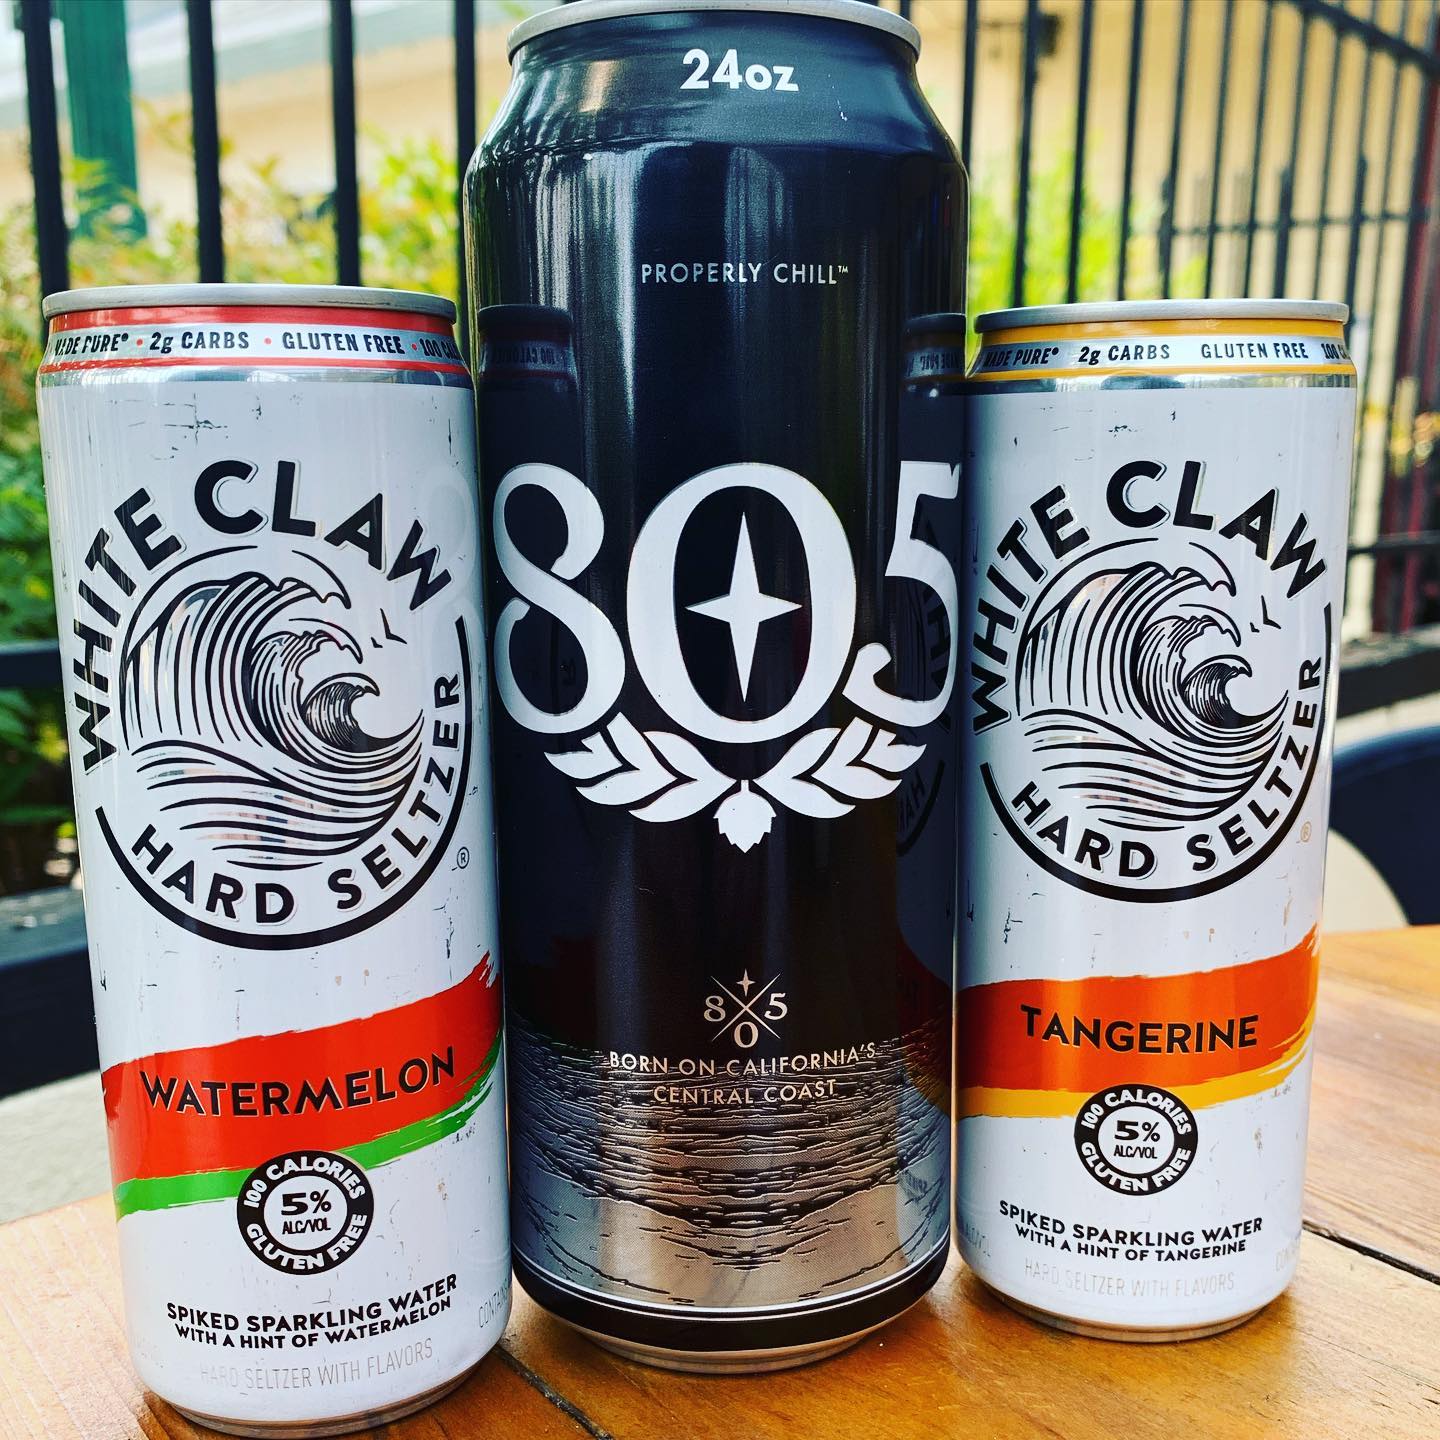 24oz
PROPERLY CHILL™
805
8 5
0
BORN ON CALIFORNIA'S
CENTRAL COAST
MADE PURE® • 2g CARBS • GLUTEN FREE • 100
WHITE CLAW
HARD SELTZER
®
WATERMELON
100 CALORIES
5%
ALC/VOL
GLUTEN FREE
SPIKED SPARKLING WATER
WITH A HINT OF WATERMELON
HARD SELTZER WITH FLAVORS
MADE PURE® 2g CARBS GLUTEN FREE 100
WHITE CLAW
HARD SELTZER
®
TANGERINE
100 CALORIES
5%
ALC/VOL
GLUTEN FREE
SPIKED SPARKLING WATER
WITH A HINT OF TANGERINE
HARD SELTZER WITH FLAVORS